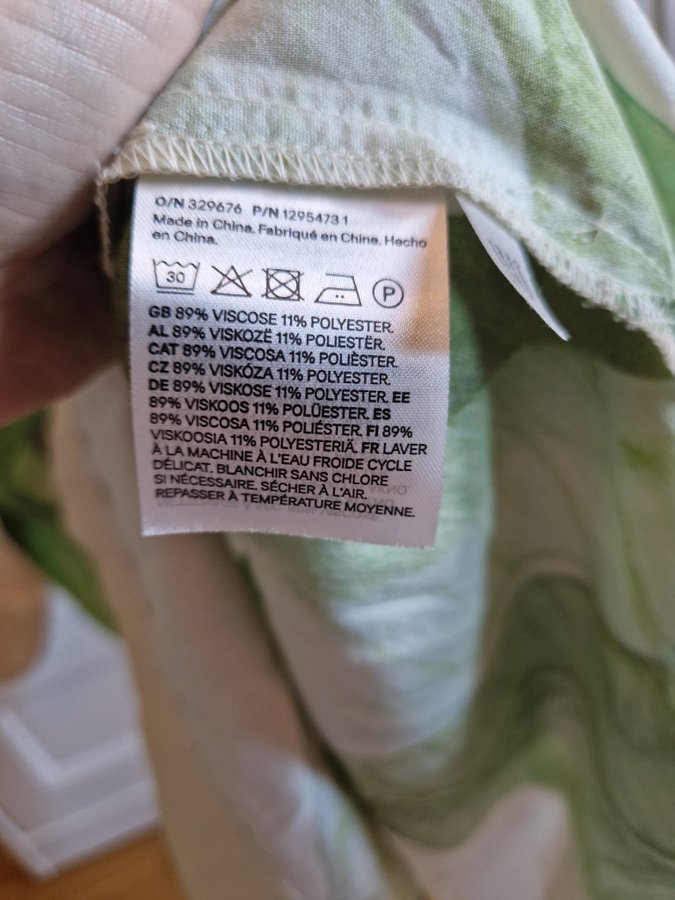 O/N 329676 P/N 1295473 1
Made in China. Fabriqué en Chine. Hecho
en China.
30
P
GB 89% VISCOSE 11% POLYESTER.
AL 89% VISKOZË 11% POLIESTËR.
CAT 89% VISCOSA 11% POLIÈSTER.
CZ 89% VISKÓZA 11% POLYESTER.
DE 89% VISKOSE 11% POLYESTER. EE
89% VISKOOS 11% POLÜESTER. ES
89% VISCOSA 11% POLIÉSTER. FI 89%
VISKOOSIA 11% POLYESTERIÄ. FR LAVER
À LA MACHINE À L'EAU FROIDE CYCLE
DÉLICAT. BLANCHIR SANS CHLORE
SI NÉCESSAIRE. SÉCHER À L'AIR.
REPASSER À TEMPÉRATURE MOYENNE.